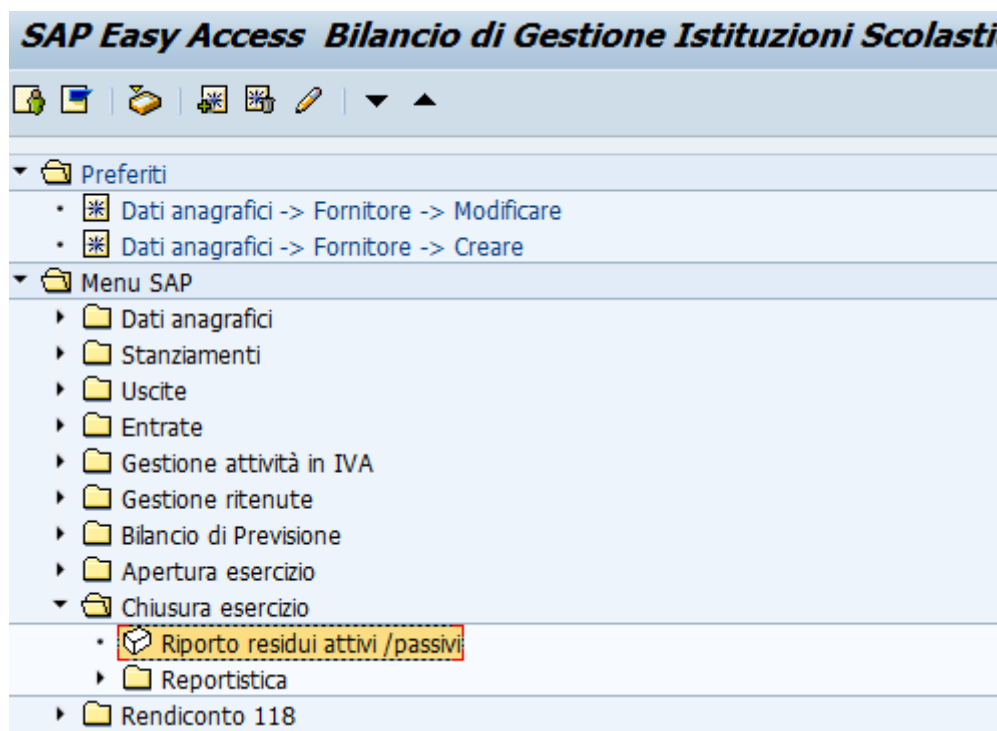 SAP Easy Access Bilancio di Gestione Istituzioni Scolasti
Preferiti
Dati anagrafici -> Fornitore -> Modificare
Dati anagrafici -> Fornitore -> Creare
Menu SAP
Dati anagrafici
Stanziamenti
Uscite
Entrate
Gestione attività in IVA
Gestione ritenute
Bilancio di Previsione
Apertura esercizio
Chiusura esercizio
Riporto residui attivi /passivi
Reportistica
Rendiconto 118